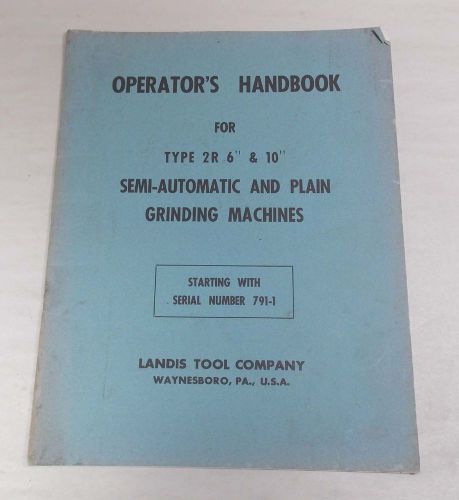 OPERATOR'S HANDBOOK
FOR
TYPE 2R 6" & 10"
SEMI-AUTOMATIC AND PLAIN
GRINDING MACHINES
STARTING WITH
SERIAL NUMBER 791-1
LANDIS TOOL COMPANY
WAYNESBORO, PA., U.S.A.